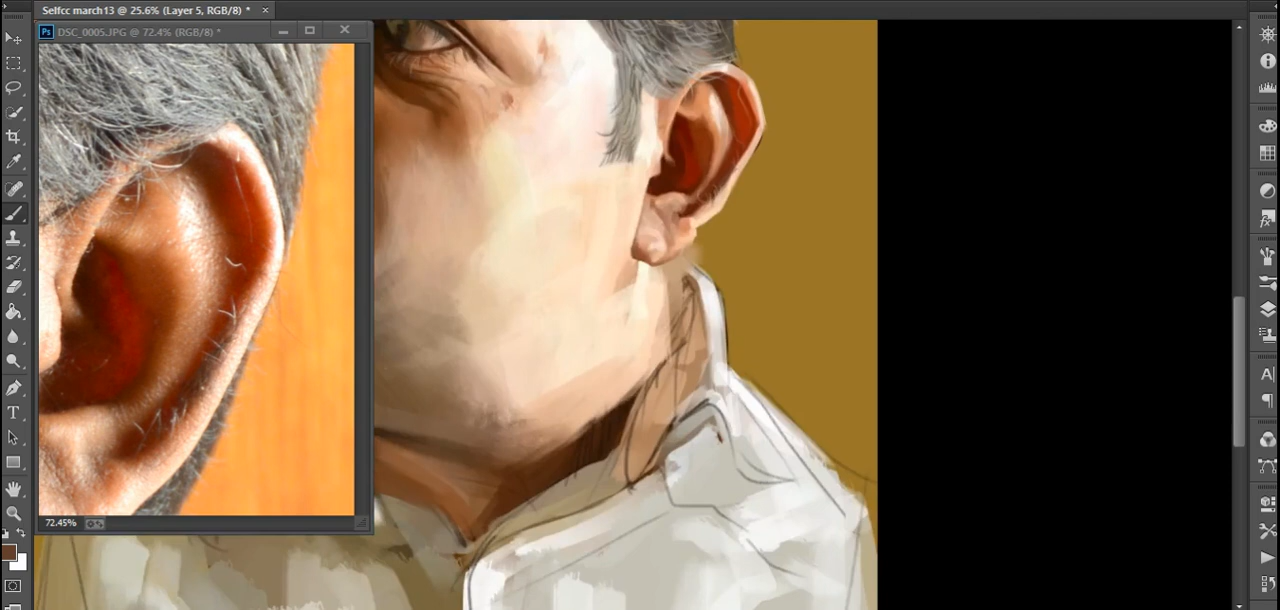 Selfcc march13 @ 25.6% (Layer 5, RGB/8) * ×
Ps DSC_0005.JPG @ 72.4% (RGB/8) *
72.45%